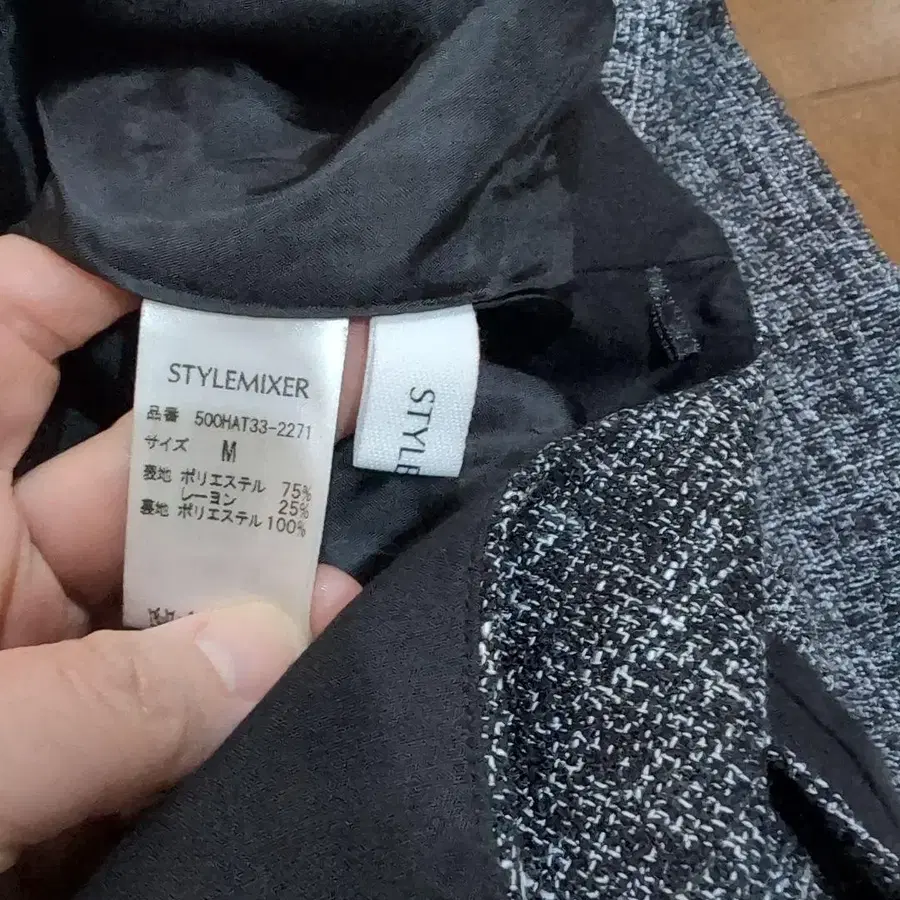 STYLEMIXER
品番 500HAT33-2271
サイズ M
表地 ポリエステル 75%
レーヨン 25%
裏地 ポリエステル 100%
STYLE